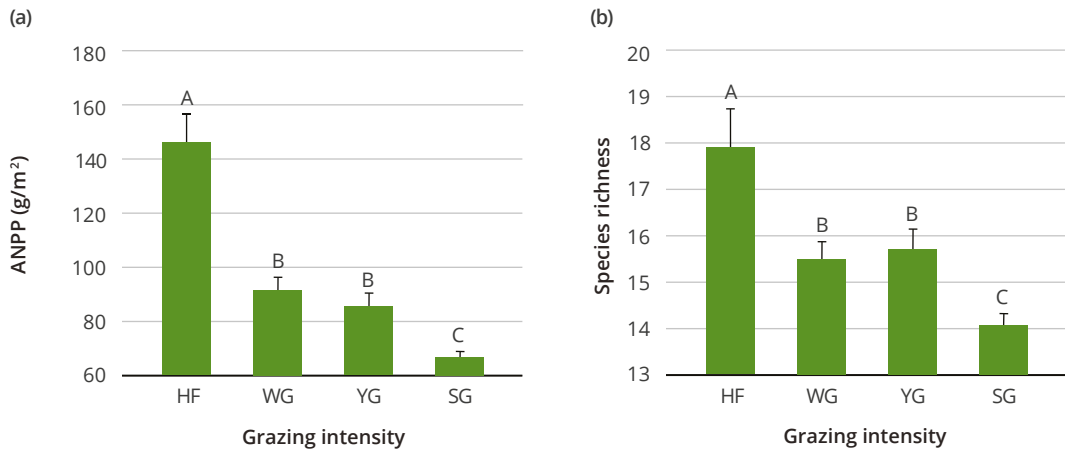 (a)
180
160
140
120
100
80
60
ANPP (g/m²)
A
B
B
C
HF WG YG SG
Grazing intensity
(b)
20
19
18
17
16
15
14
13
Species richness
A
B
B
C
HF WG YG SG
Grazing intensity